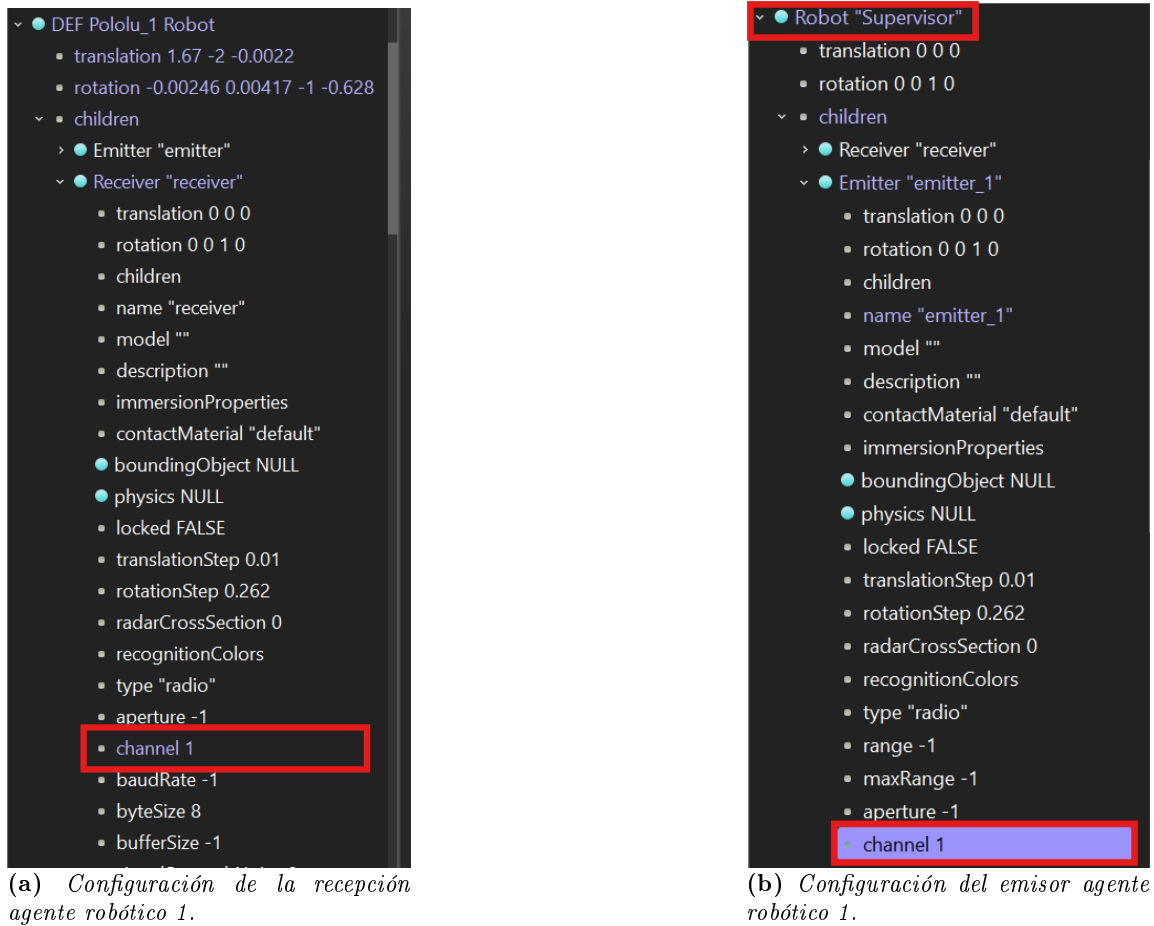 DEF Pololu_1 Robot
translation 1.67 -2 -0.0022
rotation -0.00246 0.00417 -1 -0.628
children
Emitter "emitter"
Receiver "receiver"
translation 0 0 0
rotation 0 0 1 0
children
name "receiver"
model ""
description ""
immersionProperties
contactMaterial "default"
boundingObject NULL
physics NULL
locked FALSE
translationStep 0.01
rotationStep 0.262
radarCrossSection 0
recognitionColors
type "radio"
aperture -1
channel 1
baudRate -1
byteSize 8
bufferSize -1
(a) Configuración de la recepción
agente robótico 1.
Robot "Supervisor"
translation 0 0 0
rotation 0 0 1 0
children
Receiver "receiver"
Emitter "emitter_1"
translation 0 0 0
rotation 0 0 1 0
children
name "emitter_1"
model ""
description ""
contactMaterial "default"
immersionProperties
boundingObject NULL
physics NULL
locked FALSE
translationStep 0.01
rotationStep 0.262
radarCrossSection 0
recognitionColors
type "radio"
range -1
maxRange -1
aperture -1
channel 1
(b) Configuración del emisor agente
robótico 1.